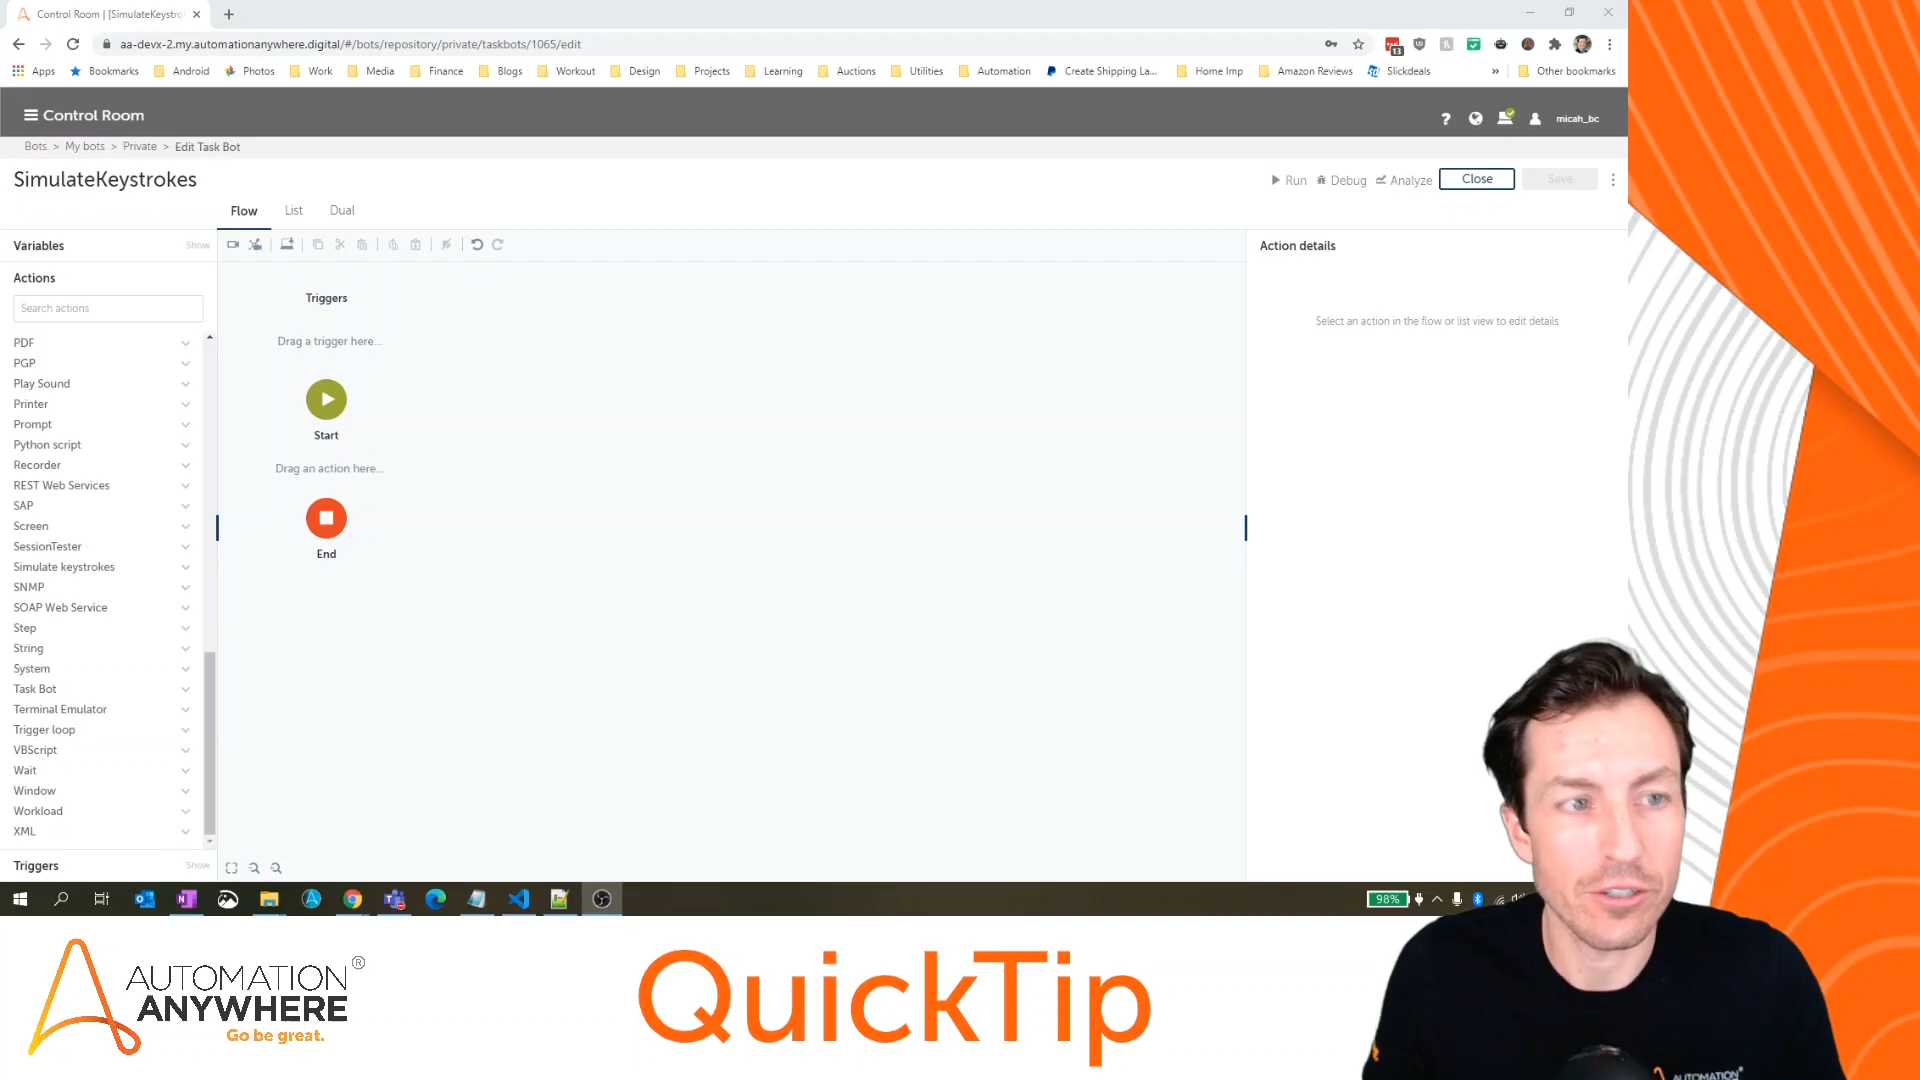 Control Room | [SimulateKeystro
aa-devx-2.my.automationanywhere.digital/#/bots/repository/private/taskbots/1065/edit
13
Apps
Bookmarks
Android
Photos
Work
Media
Finance
Blogs
Workout
Design
Projects
Learning
Auctions
Utilities
Automation
Create Shipping La...
Home Imp
Amazon Reviews
Slickdeals
»
Other bookmarks
Control Room
?
micah_bc
Bots > My bots > Private > Edit Task Bot
SimulateKeystrokes
Run
Debug
Analyze
Close
Save
Flow
List
Dual
Variables
Show
Actions
Search actions
PDF
PGP
Play Sound
Printer
Prompt
Python script
Recorder
REST Web Services
SAP
Screen
SessionTester
Simulate keystrokes
SNMP
SOAP Web Service
Step
String
System
Task Bot
Terminal Emulator
Trigger loop
VBScript
Wait
Window
Workload
XML
Triggers
Show
Triggers
Drag a trigger here...
Start
Drag an action here...
End
Action details
Select an action in the flow or list view to edit details
98%
AUTOMATION ®
ANYWHERE
Go be great.
QuickTip
AUTOMATION